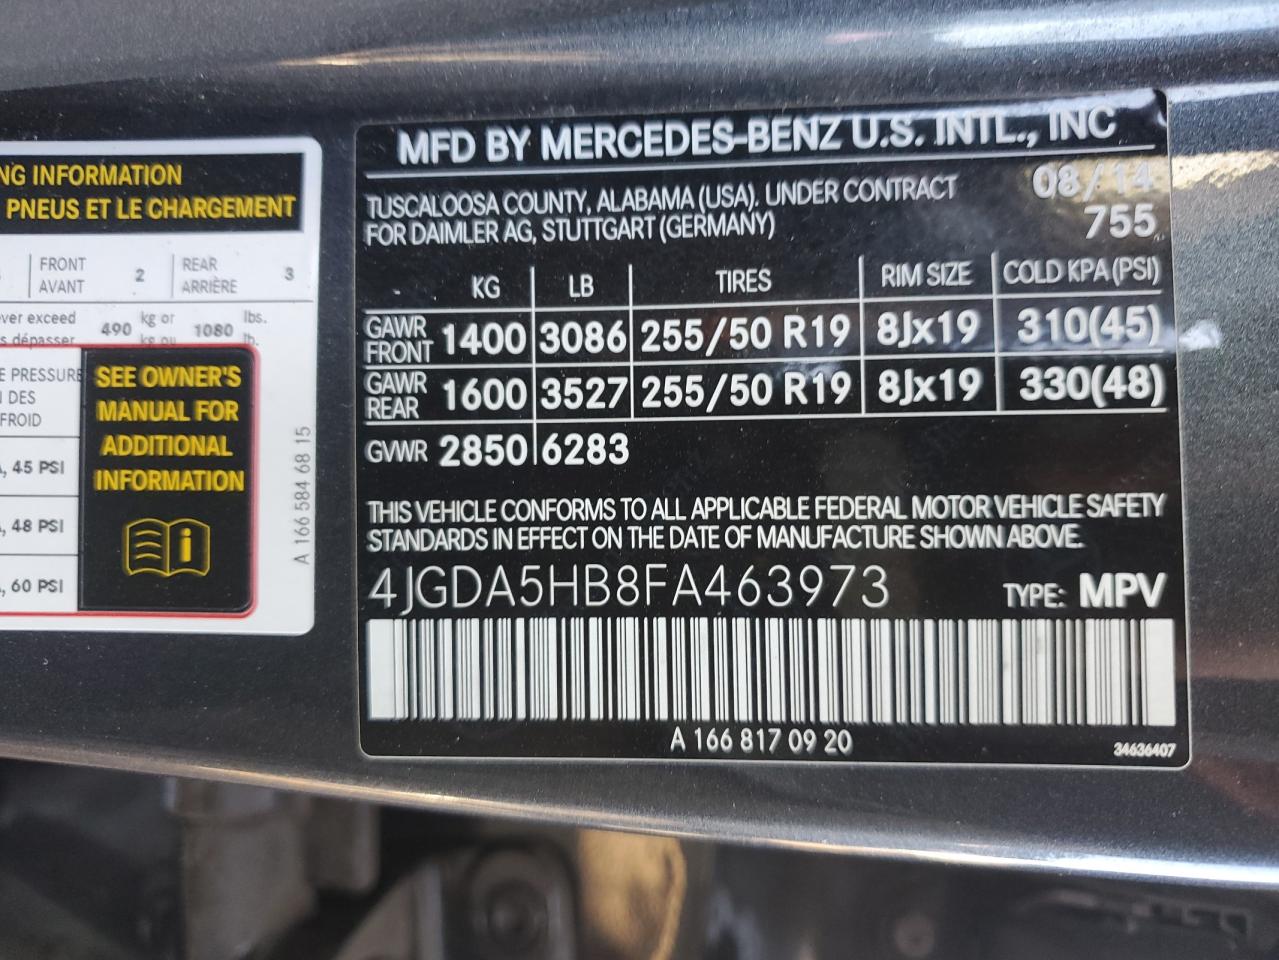 NG INFORMATION
PNEUS ET LE CHARGEMENT
FRONT 2 REAR 3
AVANT ARRIÈRE
ever exceed 490 kg or 1080 lbs.
dépasser kg ou lb.
E PRESSURE
DES
FROID
, 45 PSI
, 48 PSI
, 60 PSI
SEE OWNER'S
MANUAL FOR
ADDITIONAL
INFORMATION
i
A 166 584 68 15
MFD BY MERCEDES-BENZ U.S. INTL., INC
TUSCALOOSA COUNTY, ALABAMA (USA). UNDER CONTRACT 08/14
FOR DAIMLER AG, STUTTGART (GERMANY) 755
- KG LB TIRES RIM SIZE COLD KPA (PSI)
GAWR FRONT 1400 3086 255/50 R19 8Jx19 310(45)
GAWR REAR 1600 3527 255/50 R19 8Jx19 330(48)
GVWR 2850 6283
THIS VEHICLE CONFORMS TO ALL APPLICABLE FEDERAL MOTOR VEHICLE SAFETY
STANDARDS IN EFFECT ON THE DATE OF MANUFACTURE SHOWN ABOVE.
4JGDA5HB8FA463973 TYPE: MPV
A 166 817 09 20
34636407